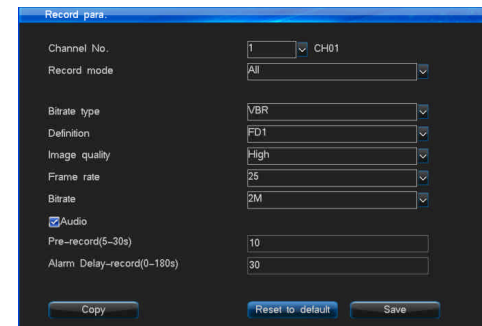 Record para.
Channel No. 1 CH01
Record mode All
Bitrate type VBR
Definition FD1
Image quality High
Frame rate 25
Bitrate 2M
Audio
Pre-record(5-30s) 10
Alarm Delay-record(0-180s) 30
Copy Reset to default Save